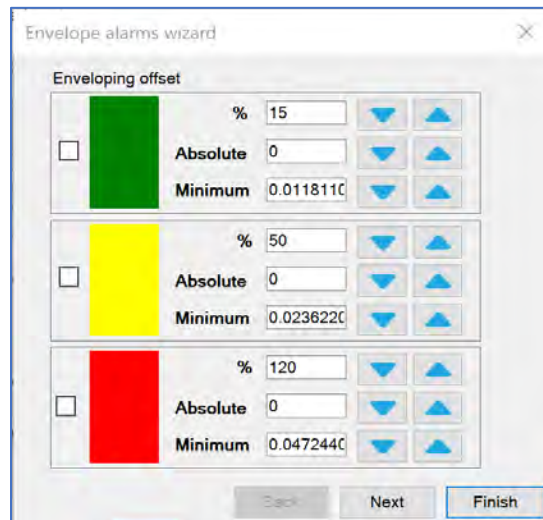 Envelope alarms wizard
Enveloping offset
% 15
Absolute 0
Minimum 0.0118110
% 50
Absolute 0
Minimum 0.0236220
% 120
Absolute 0
Minimum 0.0472440
Back Next Finish